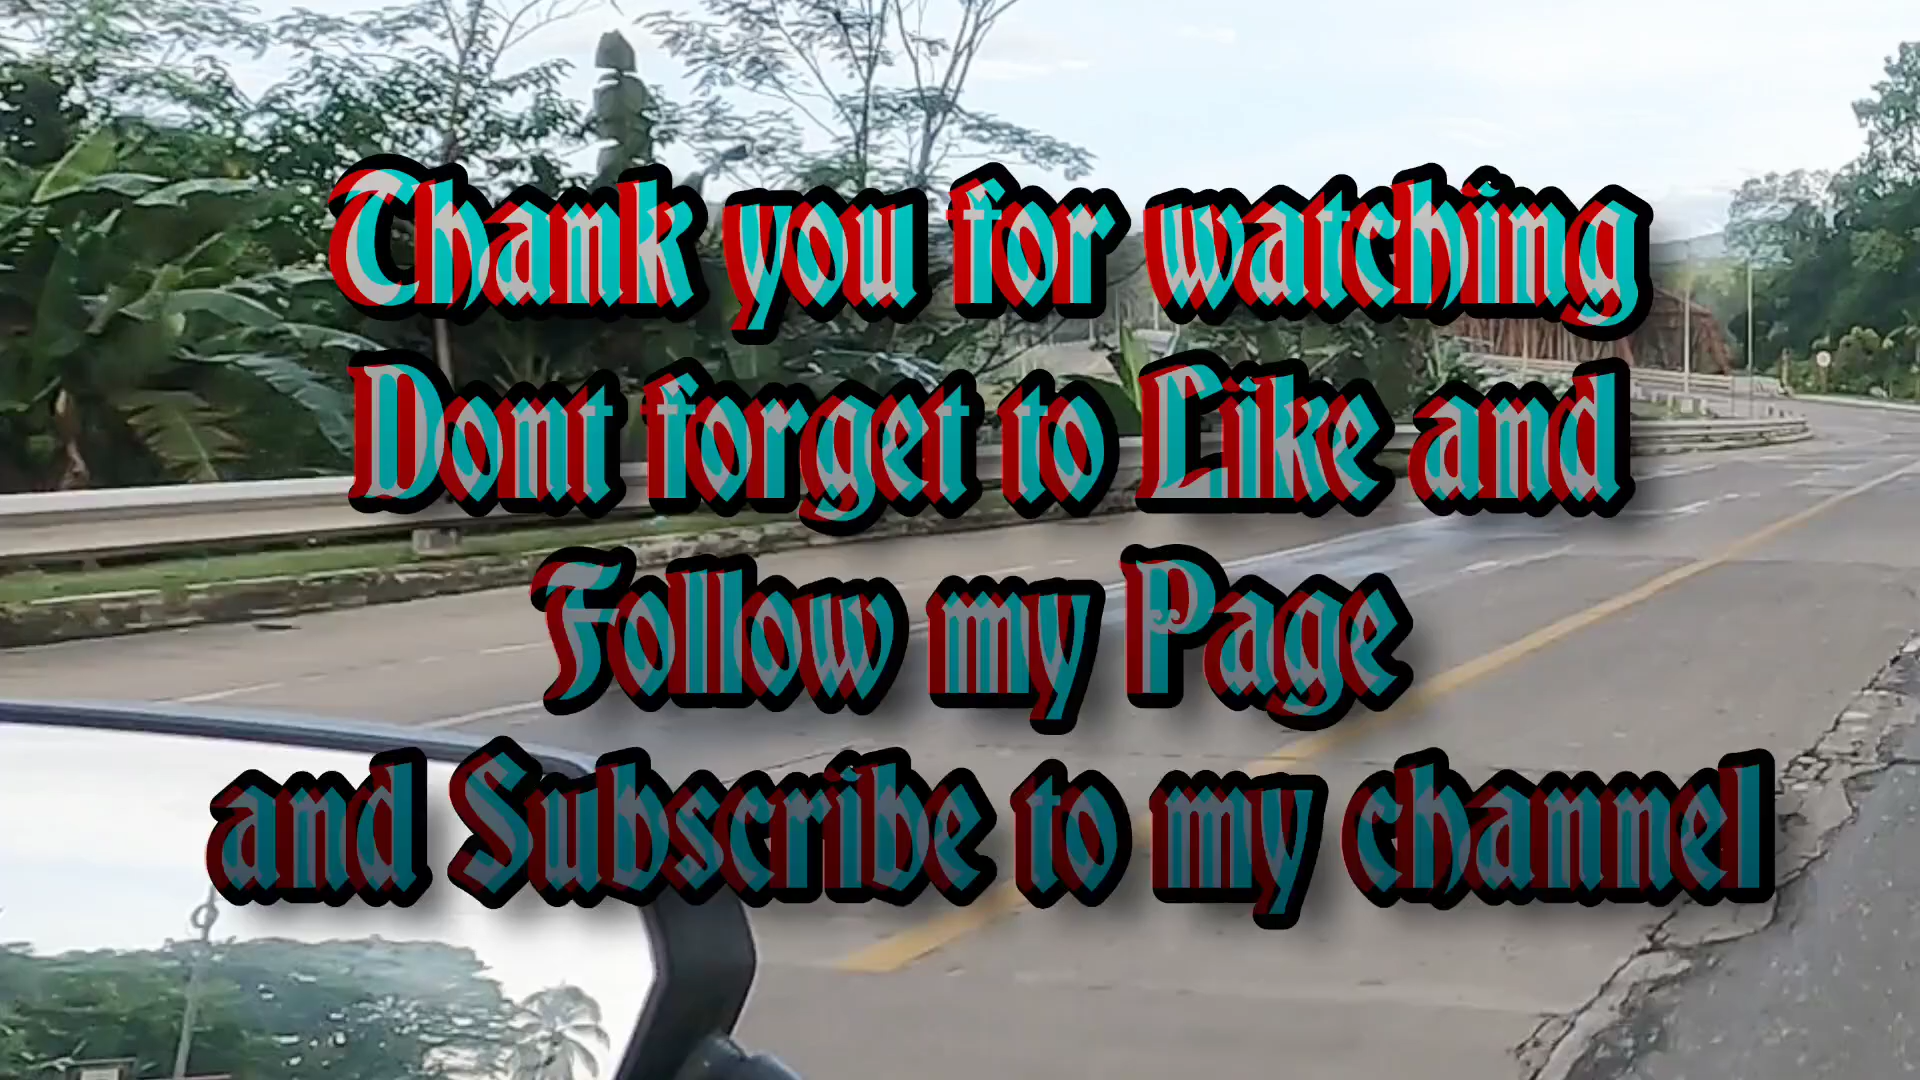 Thank you for watching
Dont forget to Like and
Follow my Page
and Subscribe to my channel